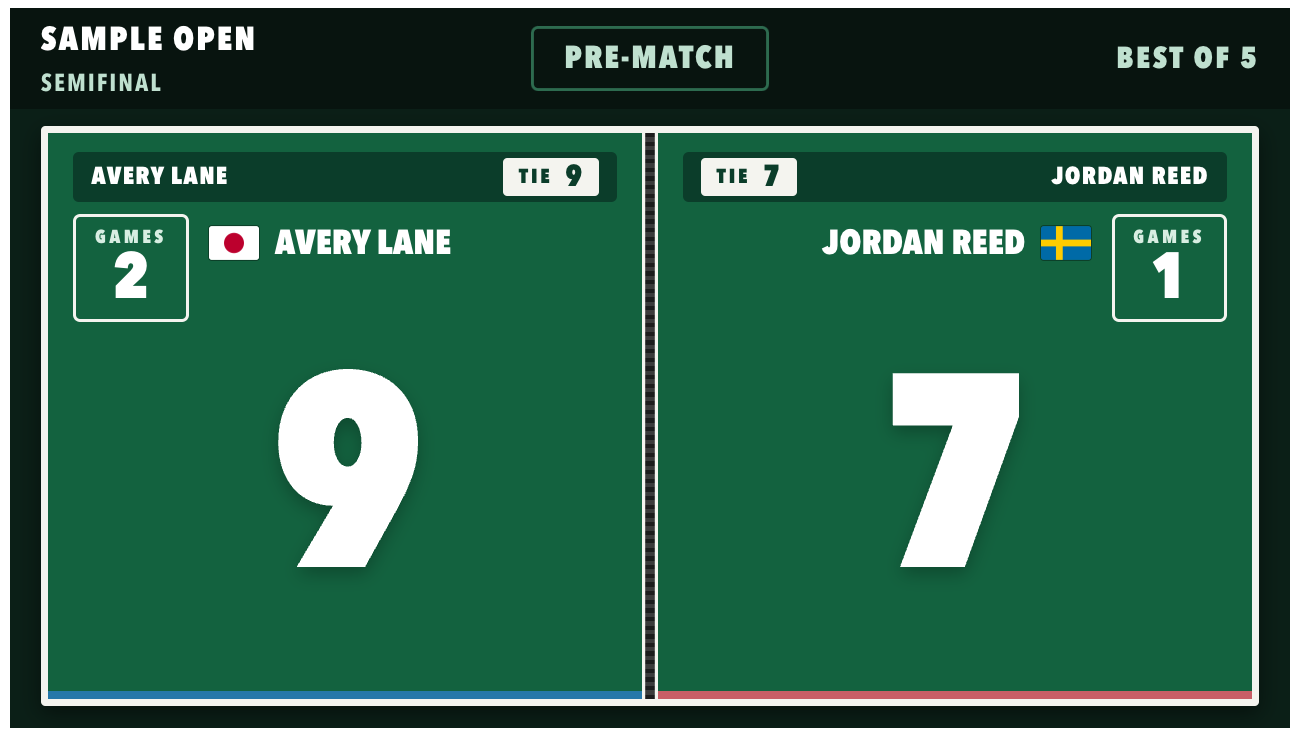 SAMPLE OPEN
SEMIFINAL
PRE-MATCH
BEST OF 5
AVERY LANE
TIE 9
GAMES
2
AVERY LANE
9
TIE 7
JORDAN REED
JORDAN REED
GAMES
1
7